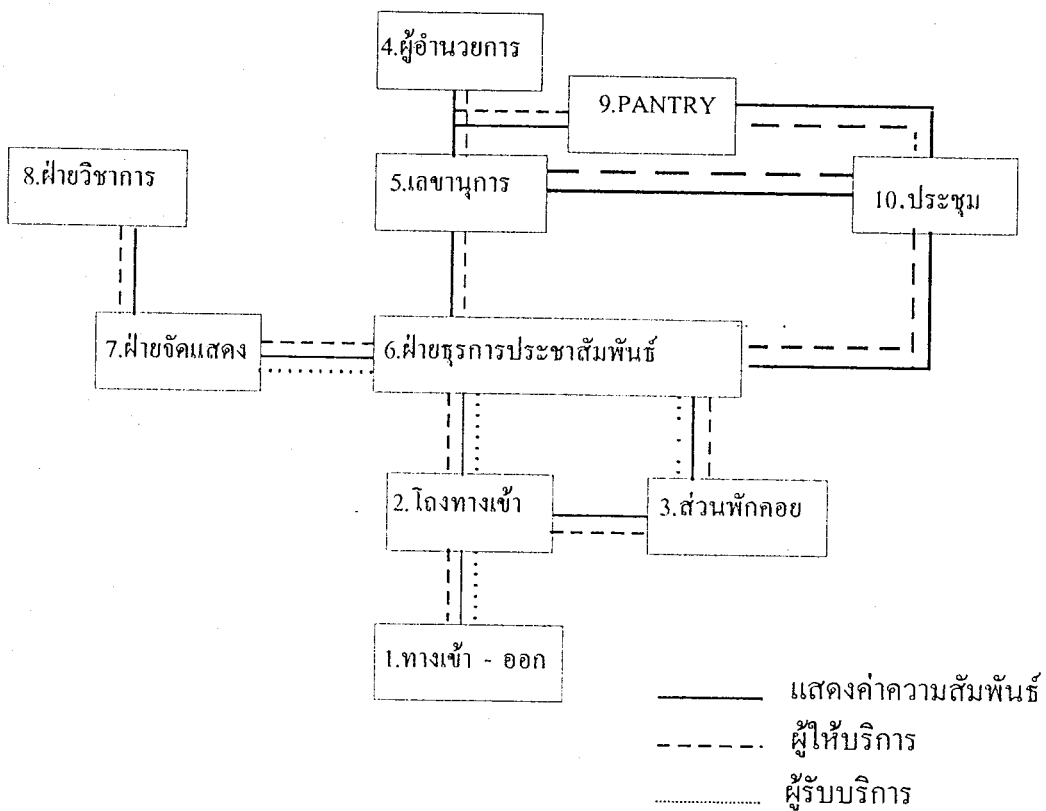 4.ผู้อำนวยการ
9.PANTRY
8.ฝ่ายวิชาการ
5.เลขานุการ
10.ประชุม
7.ฝ่ายจัดแสดง
6.ฝ่ายธุรการประชาสัมพันธ์
2.โถงทางเข้า
3.ส่วนพักคอย
1.ทางเข้า - ออก
แสดงค่าความสัมพันธ์
ผู้ให้บริการ
ผู้รับบริการ